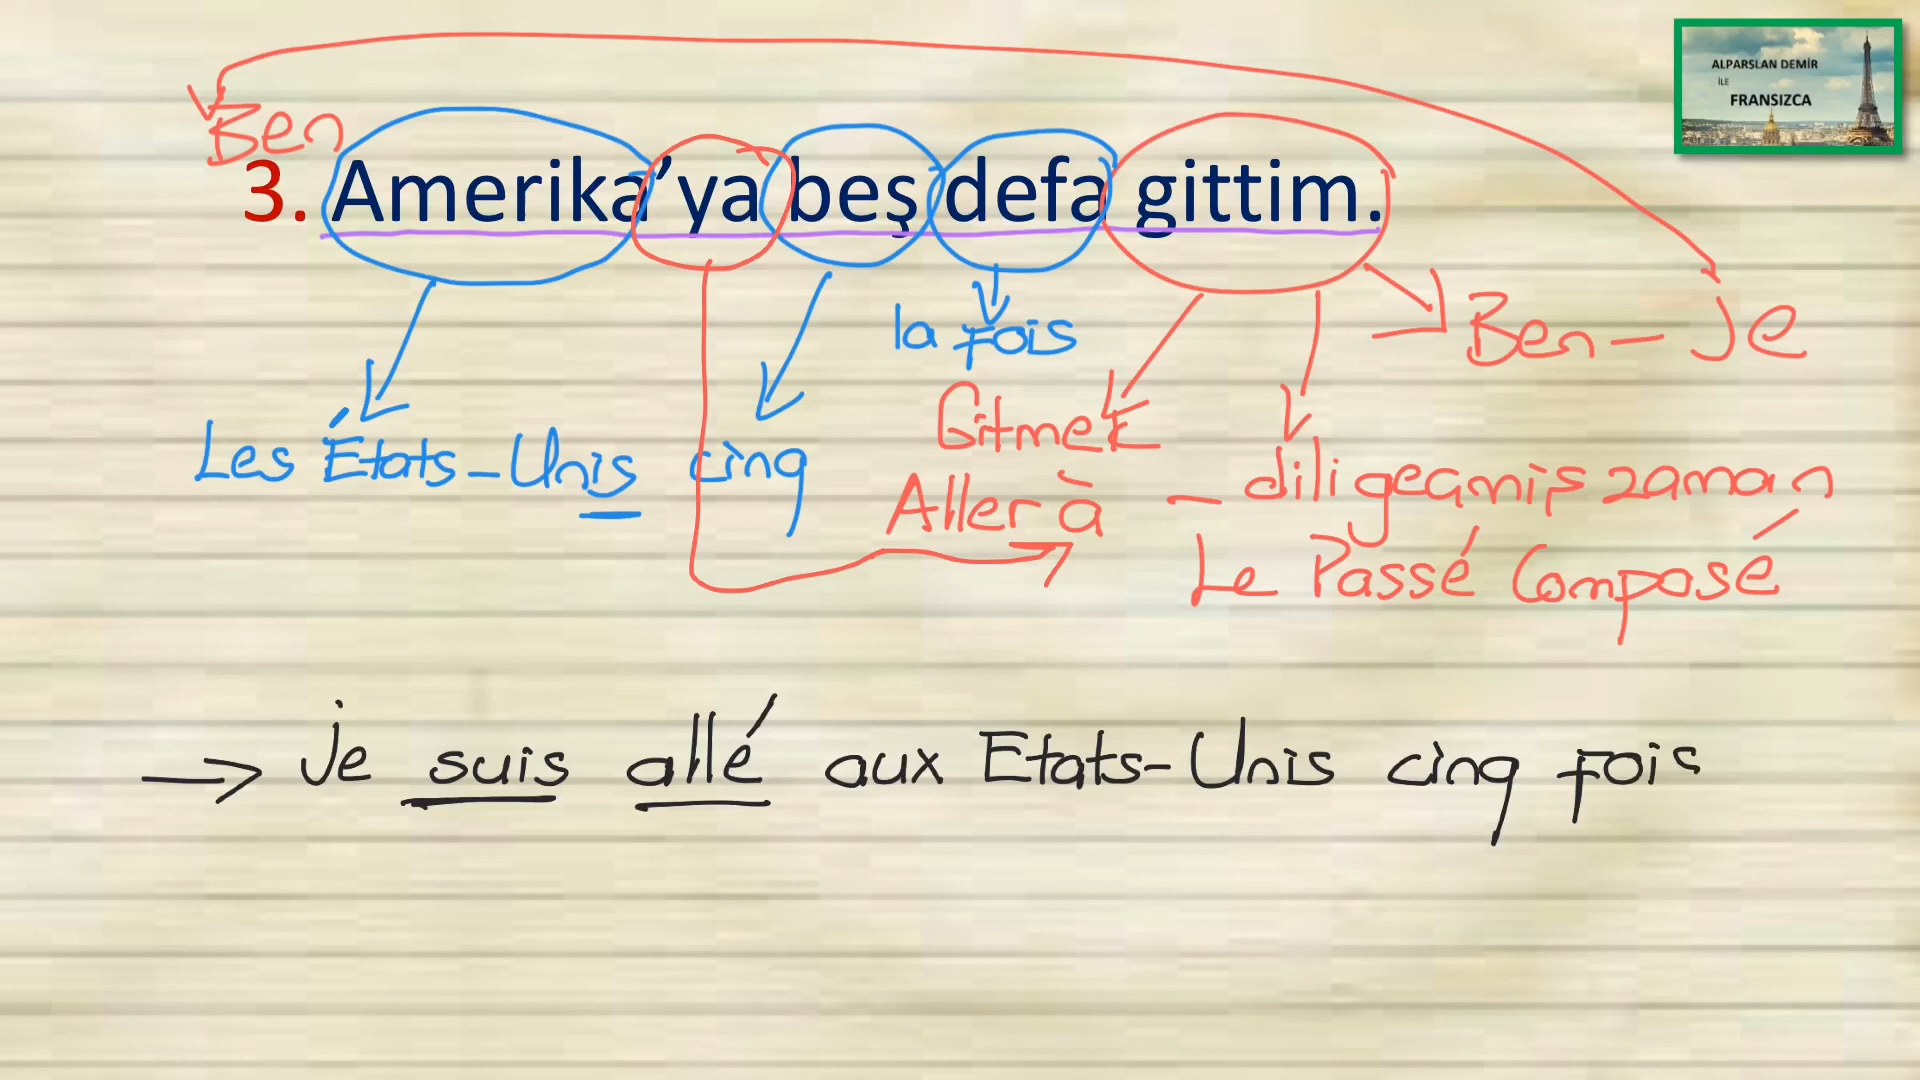 ALPARSLAN DEMİR
İLE
FRANSIZCA
Ben
3. Amerika'ya beş defa gittim.
la fois
Ben - Je
Gitmek
Les États-Unis cinq
Aller à
- dili geçmiş zaman
Le Passé Composé
→ Je suis allé aux Etats-Unis cinq fois